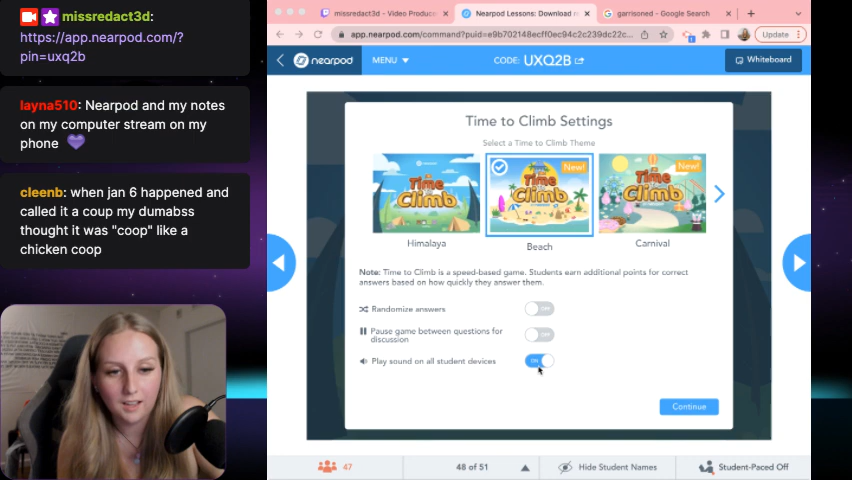 missredact3d:
https://app.nearpod.com/?
pin=uxq2b
layna510: Nearpod and my notes
on my computer stream on my
phone
cleenb: when jan 6 happened and
called it a coup my dumabss
thought it was "coop" like a
chicken coop
missredact3d - Video Produce
Nearpod Lessons: Download
garrisoned - Google Search
app.nearpod.com/command?puid=e9b702148ecff0ec94c2c239dc22c...
Update
nearpod
MENU
CODE: UXQ2B
Whiteboard
Time to Climb Settings
Select a Time to Climb Theme
Time to Climb
New!
Time to Climb
New!
Time to Climb
Himalaya
Beach
Carnival
Note: Time to Climb is a speed-based game. Students earn additional points for correct
answers based on how quickly they answer them.
Randomize answers
OFF
Pause game between questions for
discussion
OFF
Play sound on all student devices
ON
Continue
47
48 of 51
Hide Student Names
Student-Paced Off